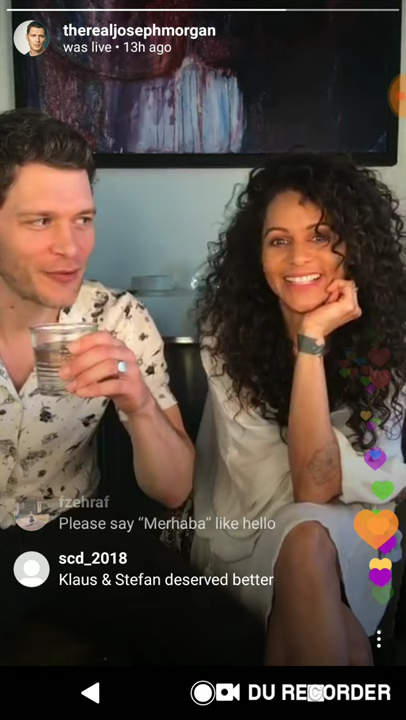 therealjosephmorgan
was live • 13h ago
fzehraf
Please say “Merhaba” like hello
scd_2018
Klaus & Stefan deserved better
DU RECORDER